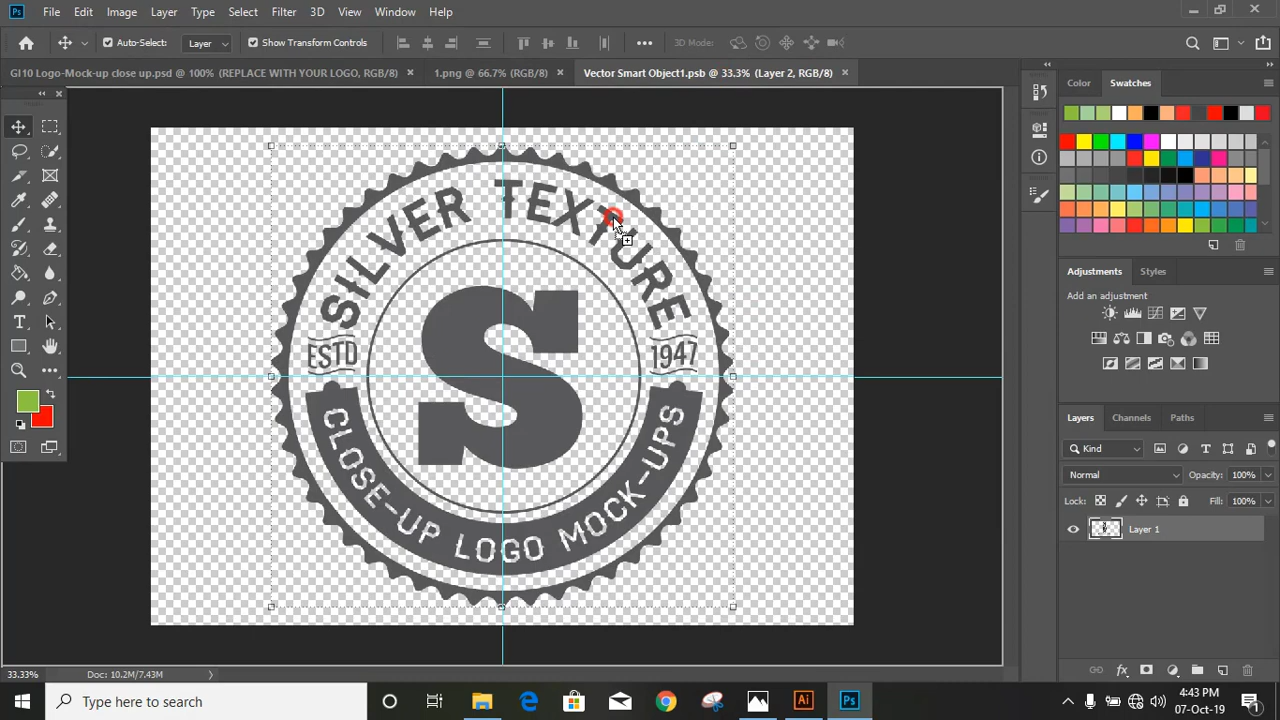 Ps File Edit Image Layer Type Select Filter 3D View Window Help
Auto-Select: Layer Show Transform Controls 3D Mode:
GI10 Logo-Mock-up close up.psd @ 100% (REPLACE WITH YOUR LOGO, RGB/8) × 1.png @ 66.7% (RGB/8) × Vector Smart Object1.psb @ 33.3% (Layer 2, RGB/8) ×
Color Swatches
SILVER TEXTURE
ESTD 1947
S
CLOSE-UP LOGO MOCK-UPS
Adjustments Styles
Add an adjustment
Layers Channels Paths
Kind
Normal Opacity: 100%
Lock: Fill: 100%
Layer 1
33.33% Doc: 10.2M/7.43M
Type here to search
Ai Ps
4:43 PM
07-Oct-19
1